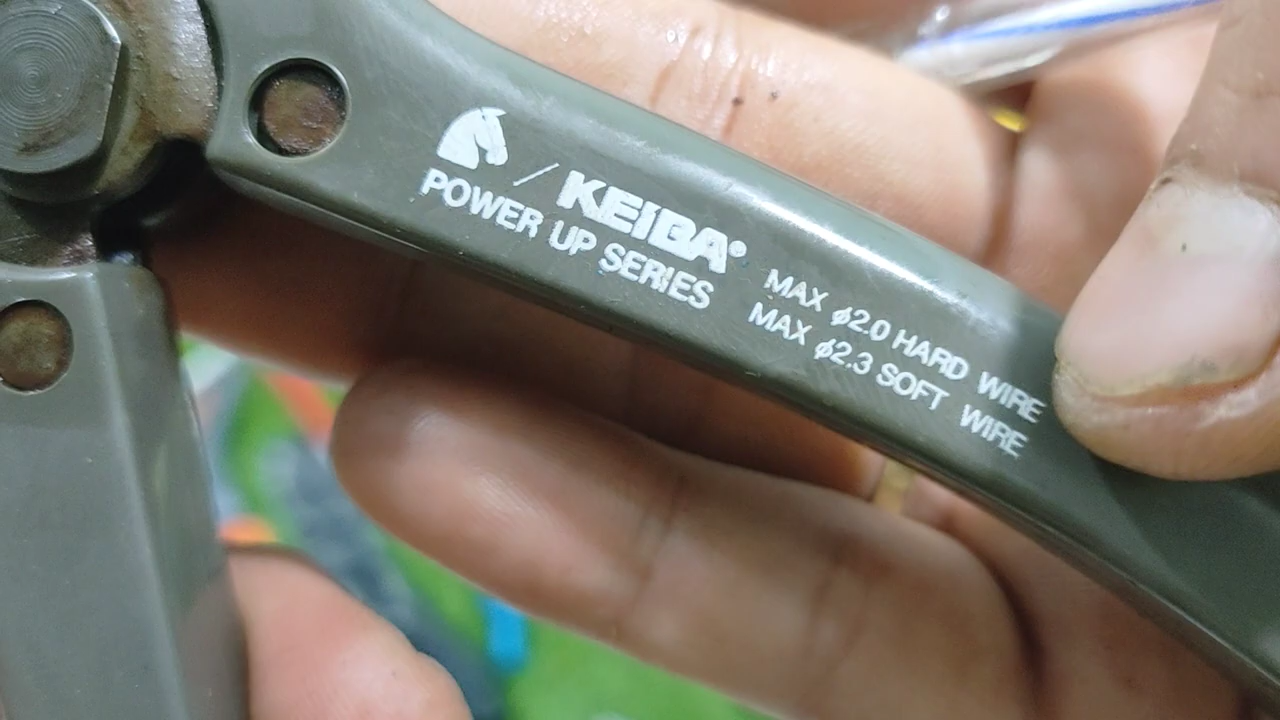 / KEIBA®
POWER UP SERIES
MAX ø2.0 HARD WIRE
MAX ø2.3 SOFT WIRE